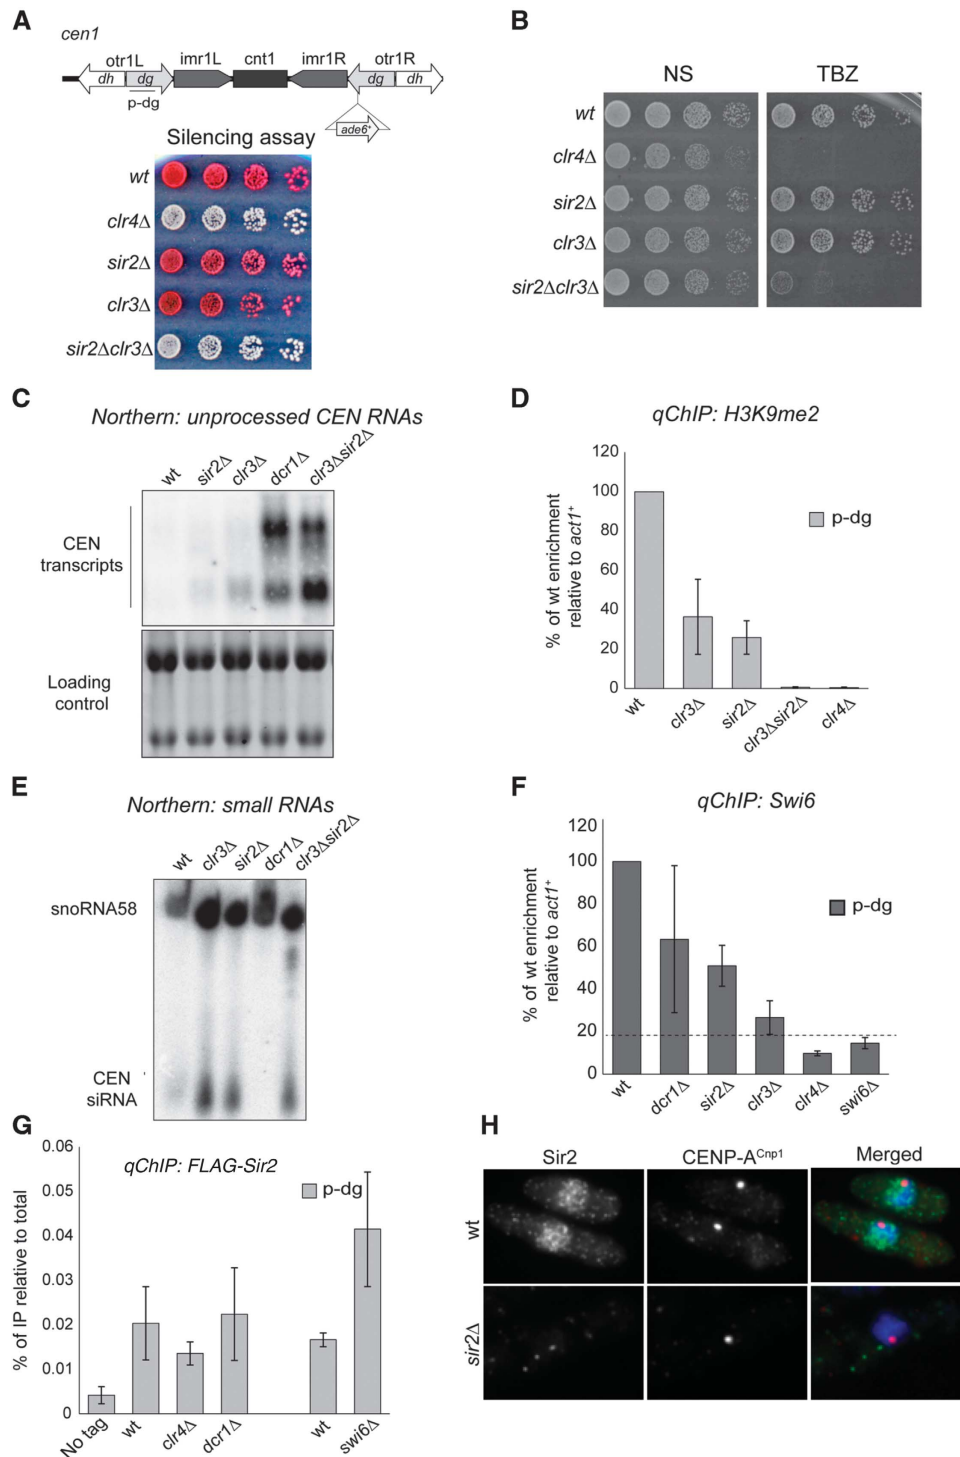 A
cen1
otr1L imr1L cnt1 imr1R otr1R
dh dg dg dh
p-dg
ade6⁺
Silencing assay
wt
clr4Δ
sir2Δ
clr3Δ
sir2Δclr3Δ
B
NS TBZ
wt
clr4Δ
sir2Δ
clr3Δ
sir2Δclr3Δ
C
Northern: unprocessed CEN RNAs
wt sir2Δ clr3Δ dcr1Δ clr3Δsir2Δ
CEN
transcripts
Loading
control
D
qChIP: H3K9me2
% of wt enrichment
relative to act1⁺
120
100
80
60
40
20
0
p-dg
wt clr3Δ sir2Δ clr3Δsir2Δ clr4Δ
E
Northern: small RNAs
wt clr3Δ sir2Δ dcr1Δ clr3Δsir2Δ
snoRNA58
CEN
siRNA
F
qChIP: Swi6
% of wt enrichment
relative to act1⁺
120
100
80
60
40
20
0
p-dg
wt dcr1Δ sir2Δ clr3Δ clr4Δ swi6Δ
G
qChIP: FLAG-Sir2
% of IP relative to total
0.06
0.05
0.04
0.03
0.02
0.01
0
p-dg
No tag wt clr4Δ dcr1Δ wt swi6Δ
H
Sir2 CENP-A^Cnp1 Merged
wt
sir2Δ